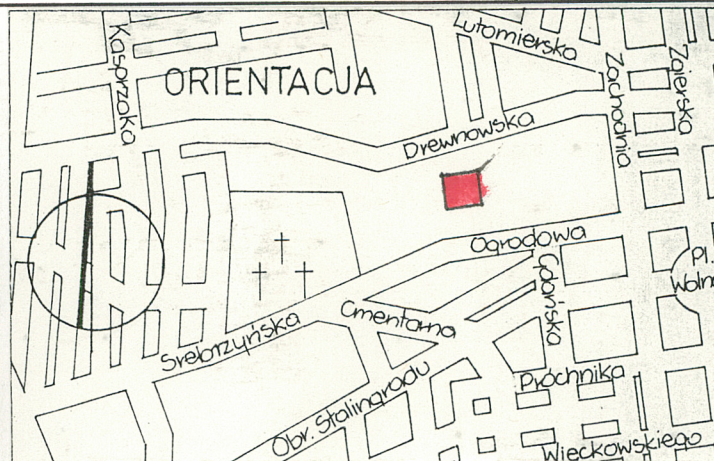 Kasprzaka
ORIENTACJA
Lutomierska
Zachodnia
Zgierska
Drewnowska
Ogrodowa
Gdańska
Pl.
Woln
Srebrzyńska
Cmentarna
Obr. Stalingradu
Próchnika
Więckowskiego